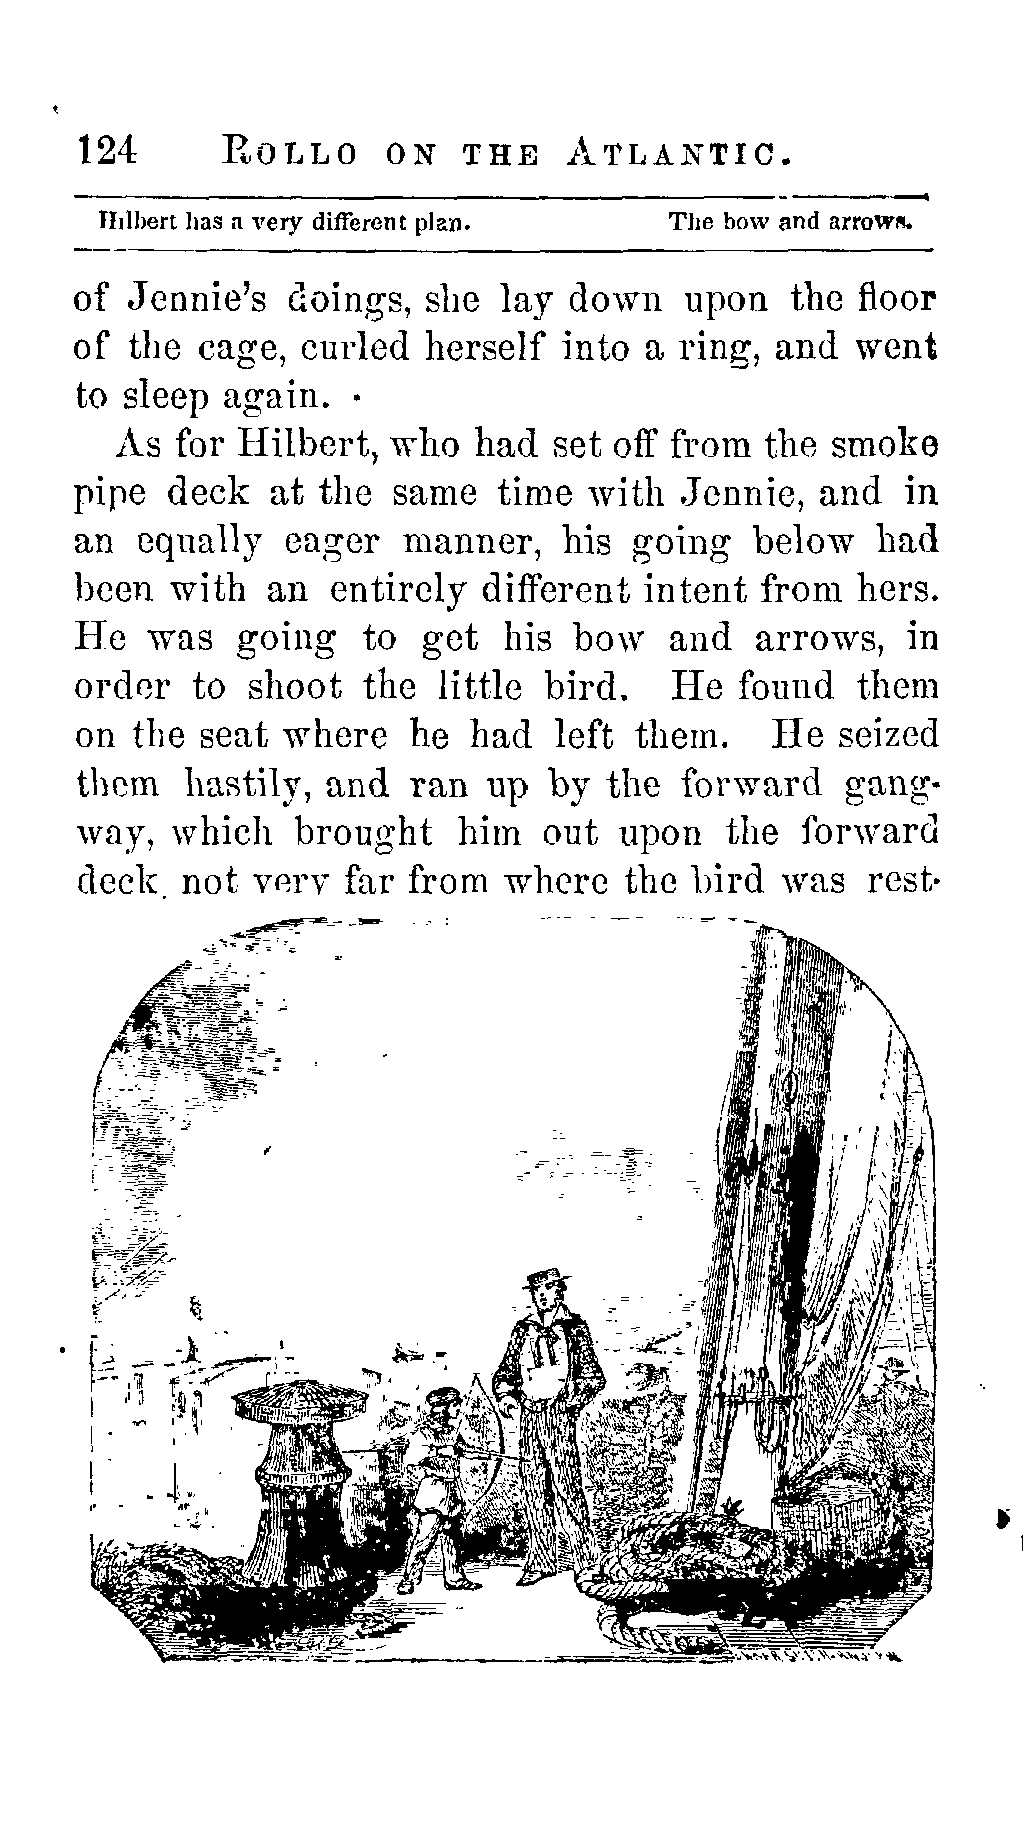 124 ROLLO ON THE ATLANTIC.
Hilbert has a very different plan. The bow and arrows.
of Jennie's doings, she lay down upon the floor
of the cage, curled herself into a ring, and went
to sleep again.
As for Hilbert, who had set off from the smoke
pipe deck at the same time with Jennie, and in
an equally eager manner, his going below had
been with an entirely different intent from hers.
He was going to get his bow and arrows, in
order to shoot the little bird. He found them
on the seat where he had left them. He seized
them hastily, and ran up by the forward gang-
way, which brought him out upon the forward
deck, not very far from where the bird was rest-